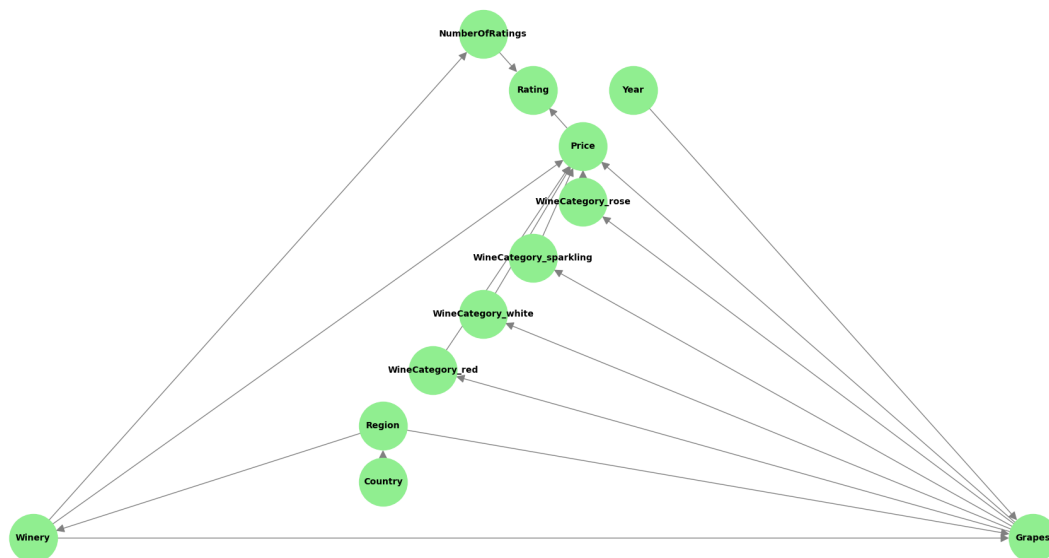 NumberOfRatings
Rating
Year
Price
WineCategory_rose
WineCategory_sparkling
WineCategory_white
WineCategory_red
Region
Country
Winery
Grapes